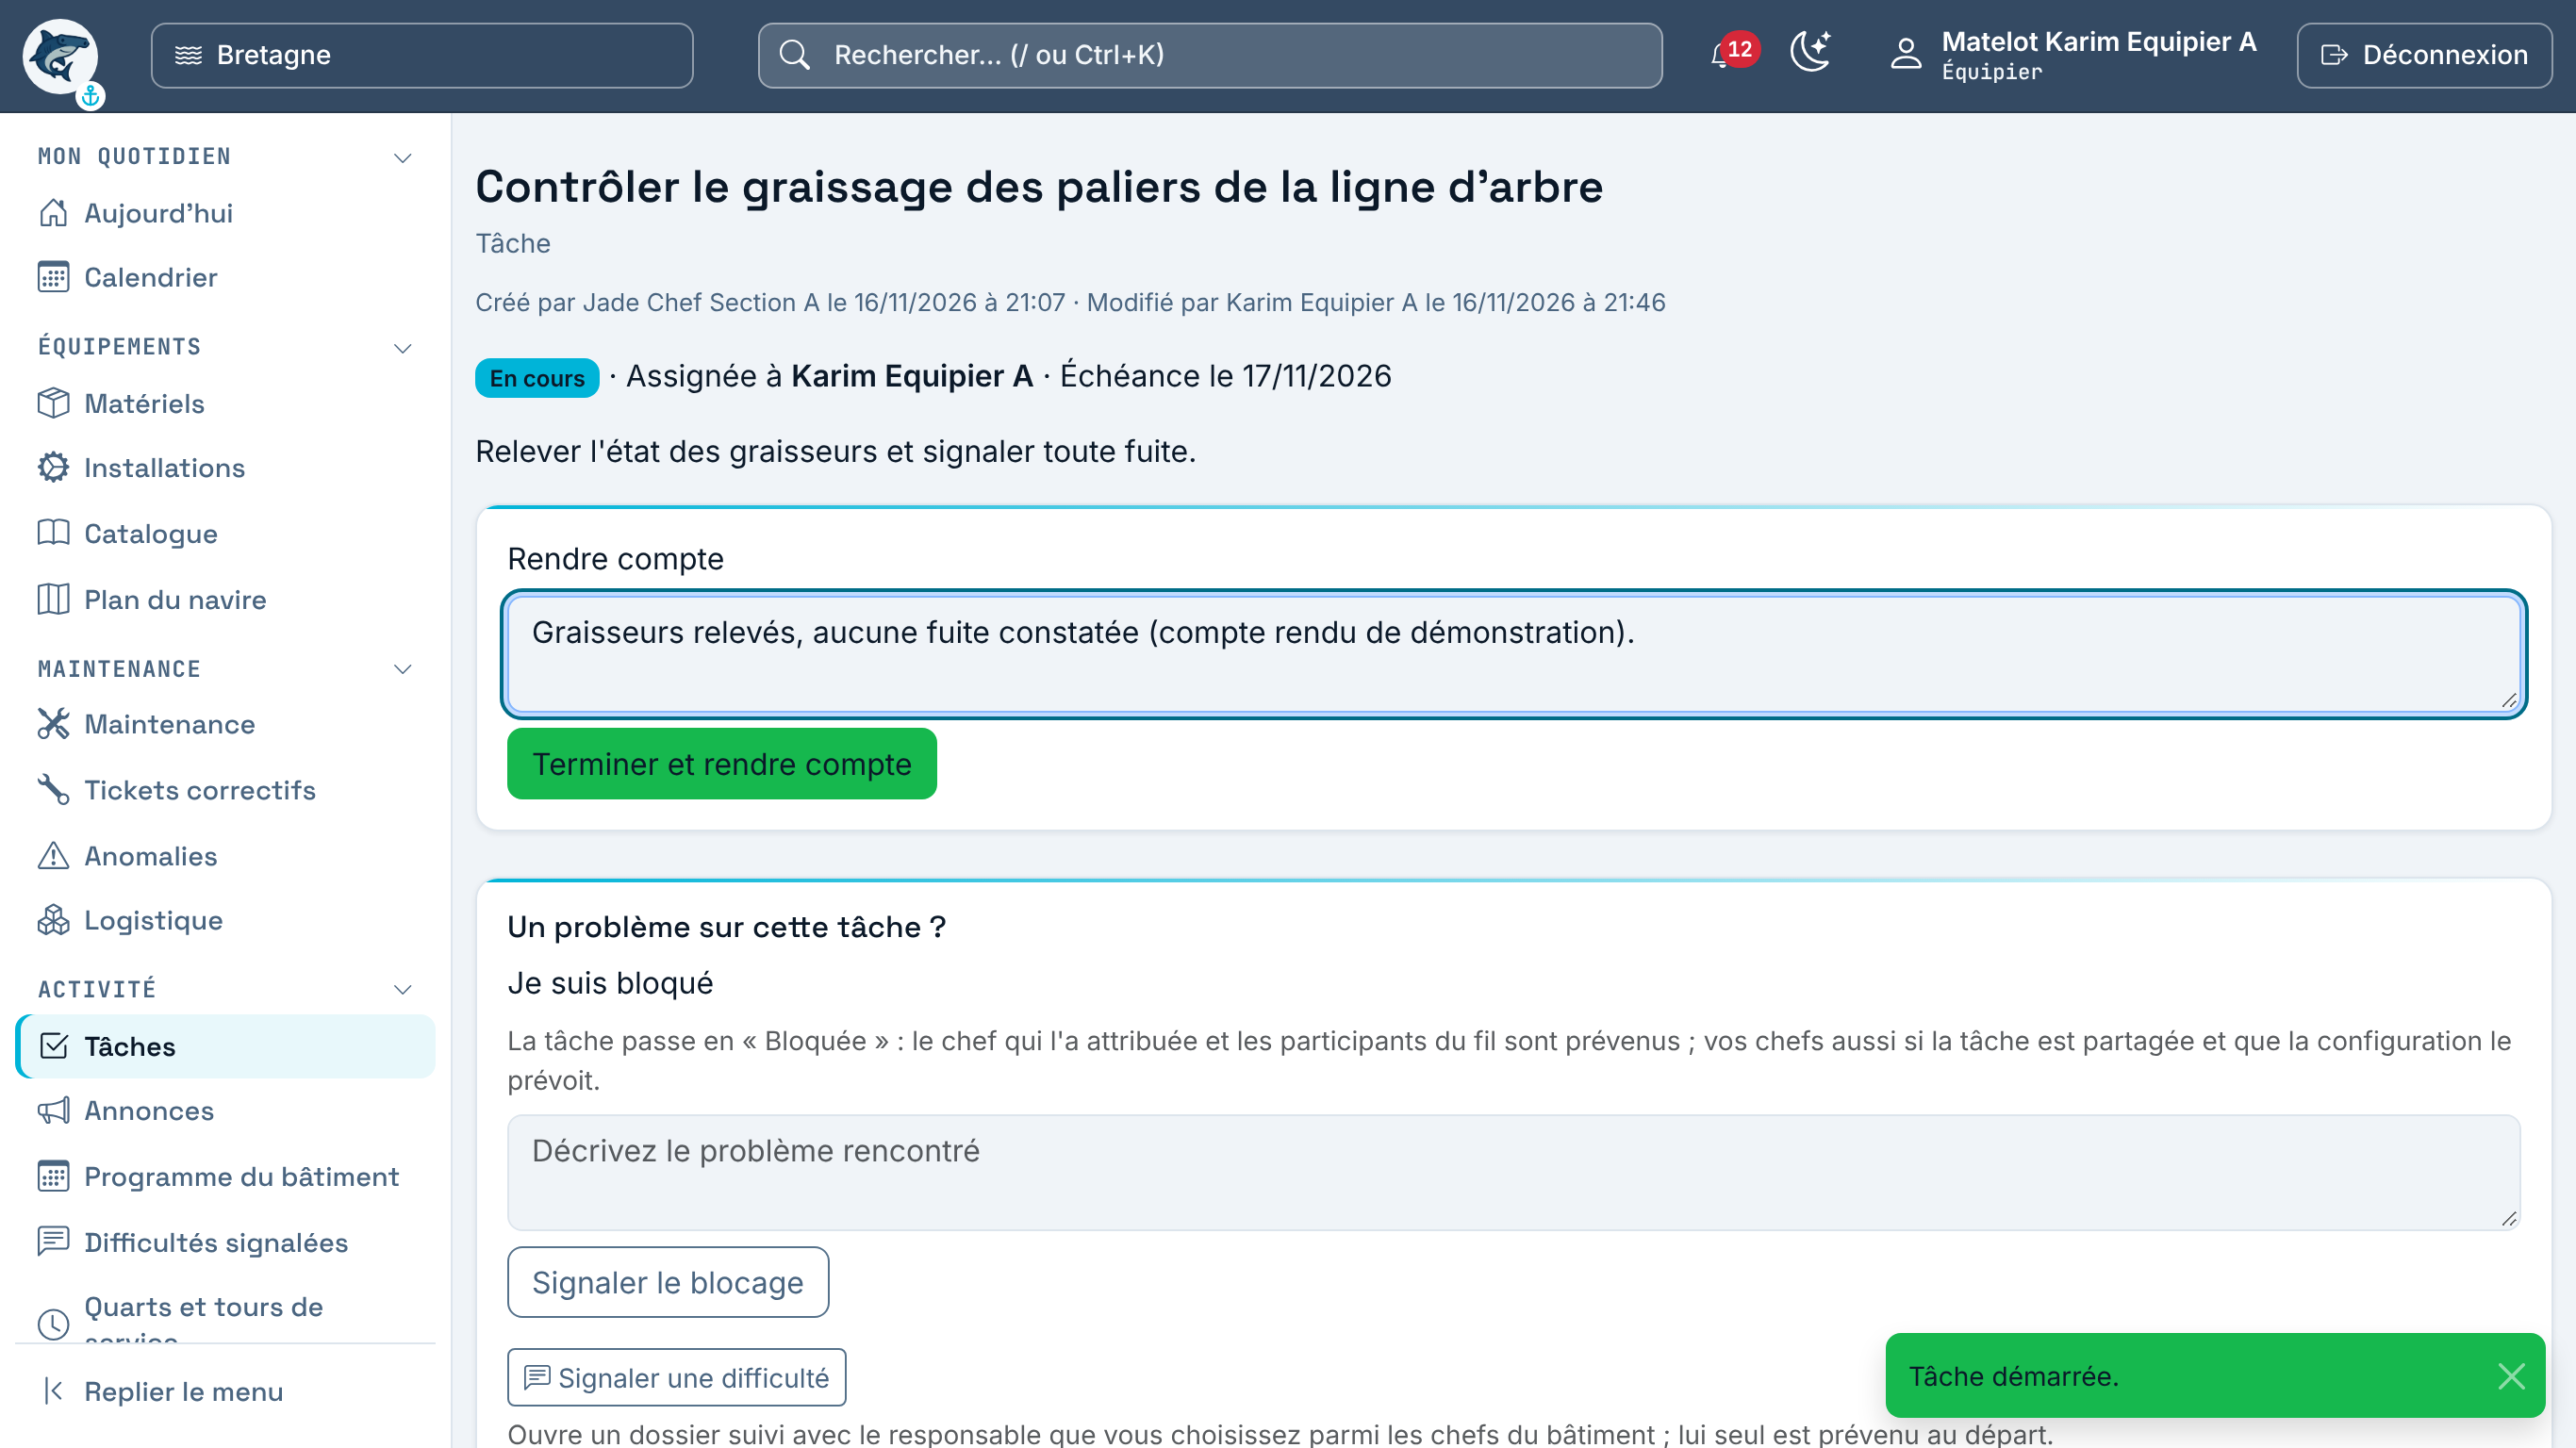 Bretagne
Rechercher... (/ ou Ctrl+K)
12
Matelot Karim Equipier A
Équipier
Déconnexion
MON QUOTIDIEN
Aujourd’hui
Calendrier
ÉQUIPEMENTS
Matériels
Installations
Catalogue
Plan du navire
MAINTENANCE
Maintenance
Tickets correctifs
Anomalies
Logistique
ACTIVITÉ
Tâches
Annonces
Programme du bâtiment
Difficultés signalées
Quarts et tours de
service
Replier le menu
Contrôler le graissage des paliers de la ligne d’arbre
Tâche
Créé par Jade Chef Section A le 16/11/2026 à 21:07 · Modifié par Karim Equipier A le 16/11/2026 à 21:46
En cours · Assignée à Karim Equipier A · Échéance le 17/11/2026
Relever l'état des graisseurs et signaler toute fuite.
Rendre compte
Graisseurs relevés, aucune fuite constatée (compte rendu de démonstration).
Terminer et rendre compte
Un problème sur cette tâche ?
Je suis bloqué
La tâche passe en « Bloquée » : le chef qui l'a attribuée et les participants du fil sont prévenus ; vos chefs aussi si la tâche est partagée et que la configuration le
prévoit.
Décrivez le problème rencontré
Signaler le blocage
Signaler une difficulté
Ouvre un dossier suivi avec le responsable que vous choisissez parmi les chefs du bâtiment ; lui seul est prévenu au départ.
Tâche démarrée.